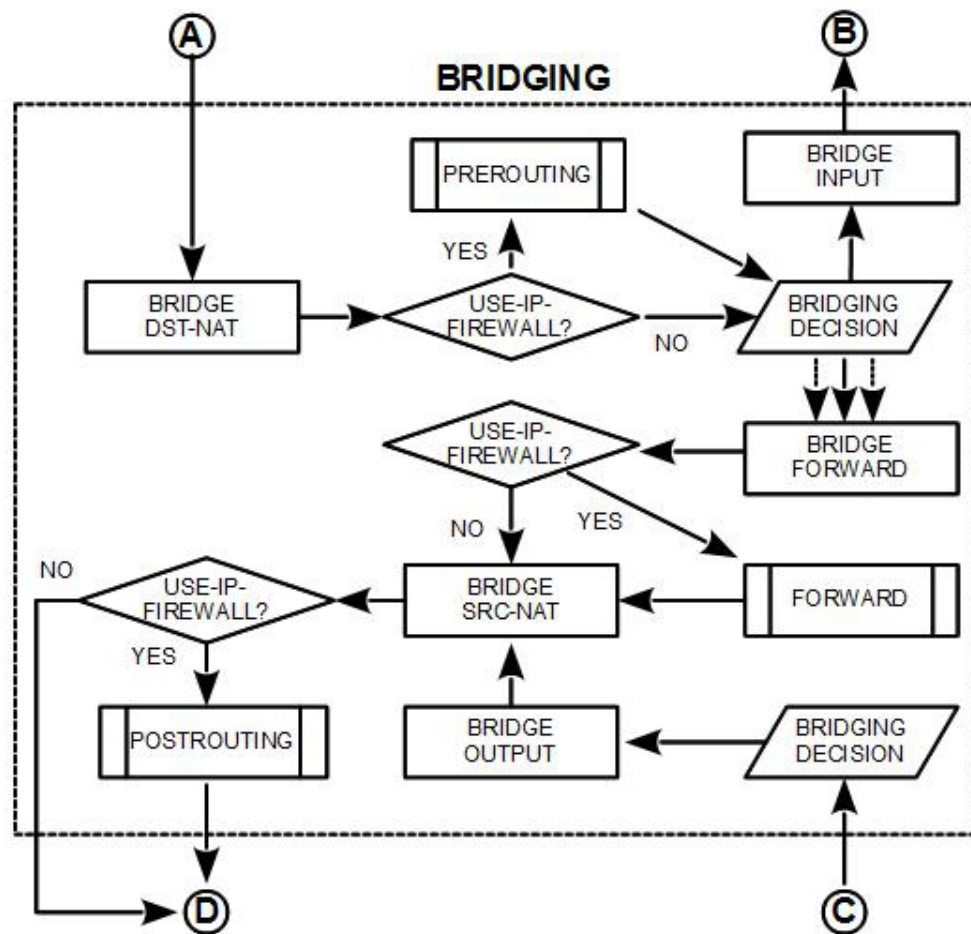 A
B
BRIDGING
PREROUTING
BRIDGE
INPUT
YES
BRIDGE
DST-NAT
USE-IP-
FIREWALL?
NO
BRIDGING
DECISION
USE-IP-
FIREWALL?
BRIDGE
FORWARD
NO
YES
NO
USE-IP-
FIREWALL?
BRIDGE
SRC-NAT
FORWARD
YES
POSTROUTING
BRIDGE
OUTPUT
BRIDGING
DECISION
D
C